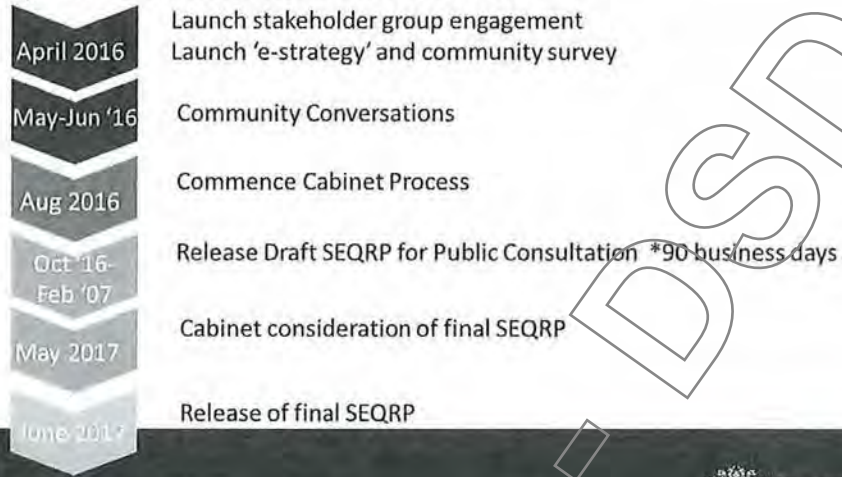 April 2016
Launch stakeholder group engagement
Launch 'e-strategy' and community survey
May-Jun '16
Community Conversations
Aug 2016
Commence Cabinet Process
Oct '16-
Feb '07
Release Draft SEQRP for Public Consultation *90 business days
May 2017
Cabinet consideration of final SEQRP
June 2017
Release of final SEQRP
DSD